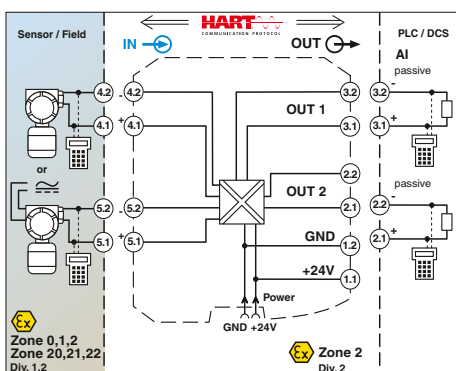 Sensor / Field
HART
COMMUNICATION PROTOCOL
PLC / DCS
IN
OUT
AI
passive
4.2
-
4.2
OUT 1
3.2
3.2
-
4.1
+
4.1
3.1
3.1
+
or
2.2
passive
5.2
-
5.2
OUT 2
2.1
2.2
-
5.1
+
5.1
GND
1.2
2.1
+
+24V
1.1
Power
GND +24V
Ex
Zone 0,1,2
Zone 20,21,22
Div. 1,2
Ex
Zone 2
Div. 2